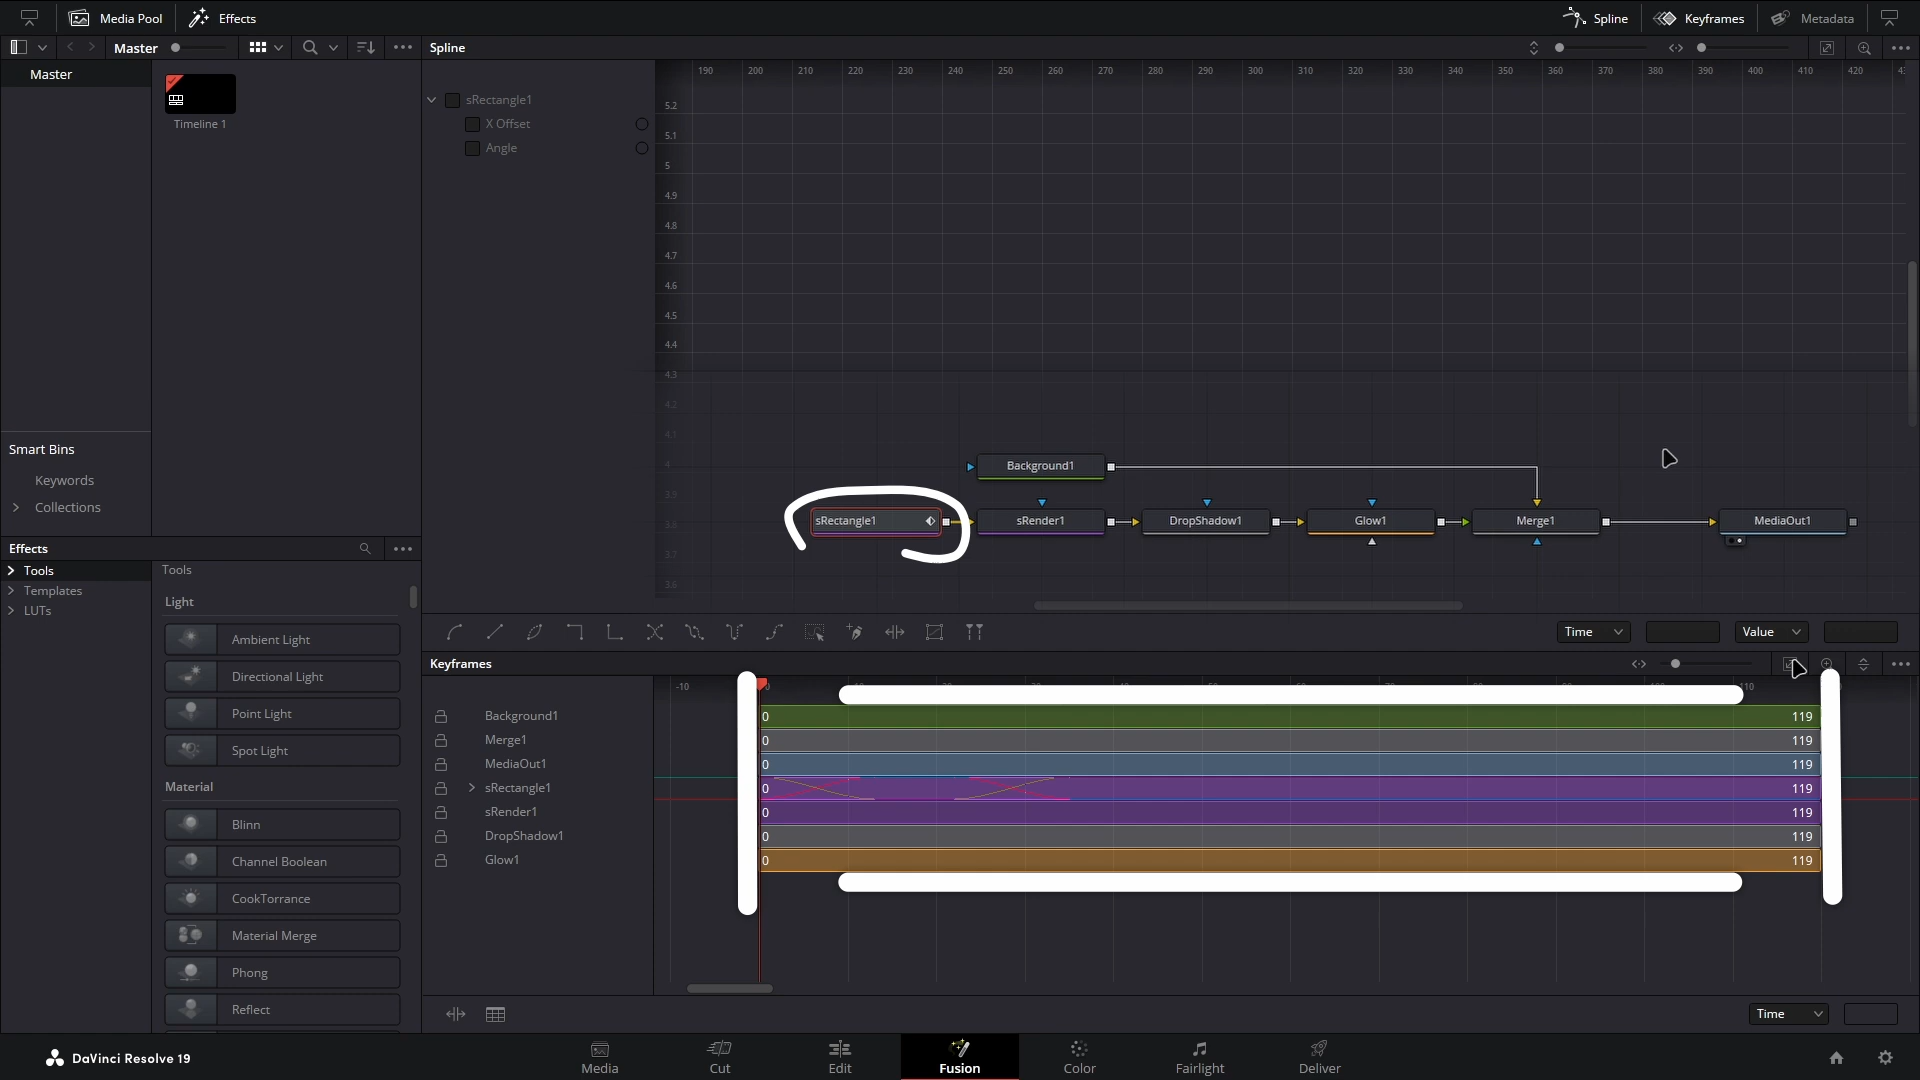 Media Pool
Effects
Spline
Keyframes
Metadata
Master
Spline
Master
Timeline 1
190 200 210 220 230 240 250 260 270 280 290 300 310 320 330 340 350 360 370 380 390 400 410 420
sRectangle1
X Offset
Angle
5.2
5.1
5
4.9
4.8
4.7
4.6
4.5
4.4
4.3
4.2
4.1
4
3.9
3.8
3.7
3.6
Background1
sRectangle1
sRender1
DropShadow1
Glow1
Merge1
MediaOut1
Smart Bins
Keywords
Collections
Effects
Tools
Templates
LUTs
Tools
Light
Ambient Light
Directional Light
Point Light
Spot Light
Material
Blinn
Channel Boolean
CookTorrance
Material Merge
Phong
Reflect
Time
Value
Keyframes
-10
0
110
Background1 0 119
Merge1 0 119
MediaOut1 0 119
sRectangle1 0 119
sRender1 0 119
DropShadow1 0 119
Glow1 0 119
Time
DaVinci Resolve 19
Media
Cut
Edit
Fusion
Color
Fairlight
Deliver